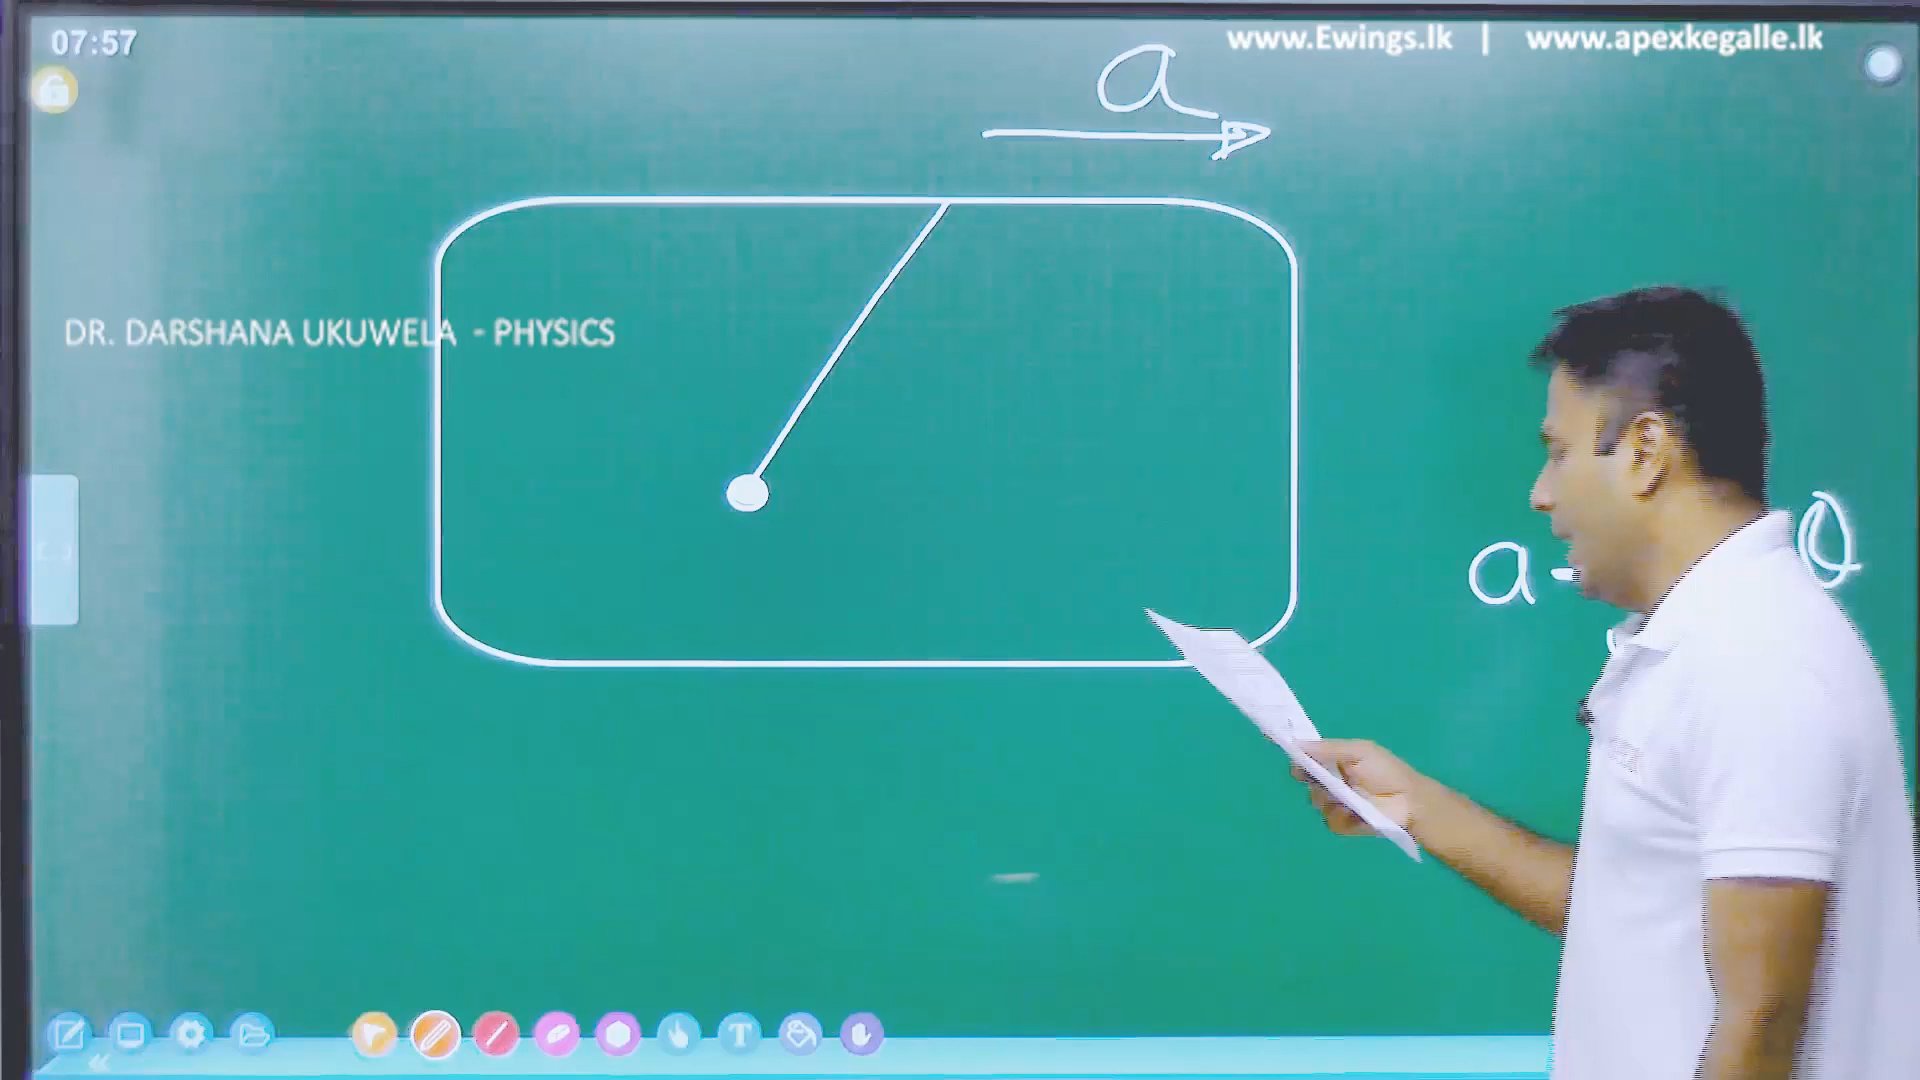 07:57
www.Ewings.lk | www.apexkegalle.lk
a
DR. DARSHANA UKUWELA - PHYSICS
a - θ
T